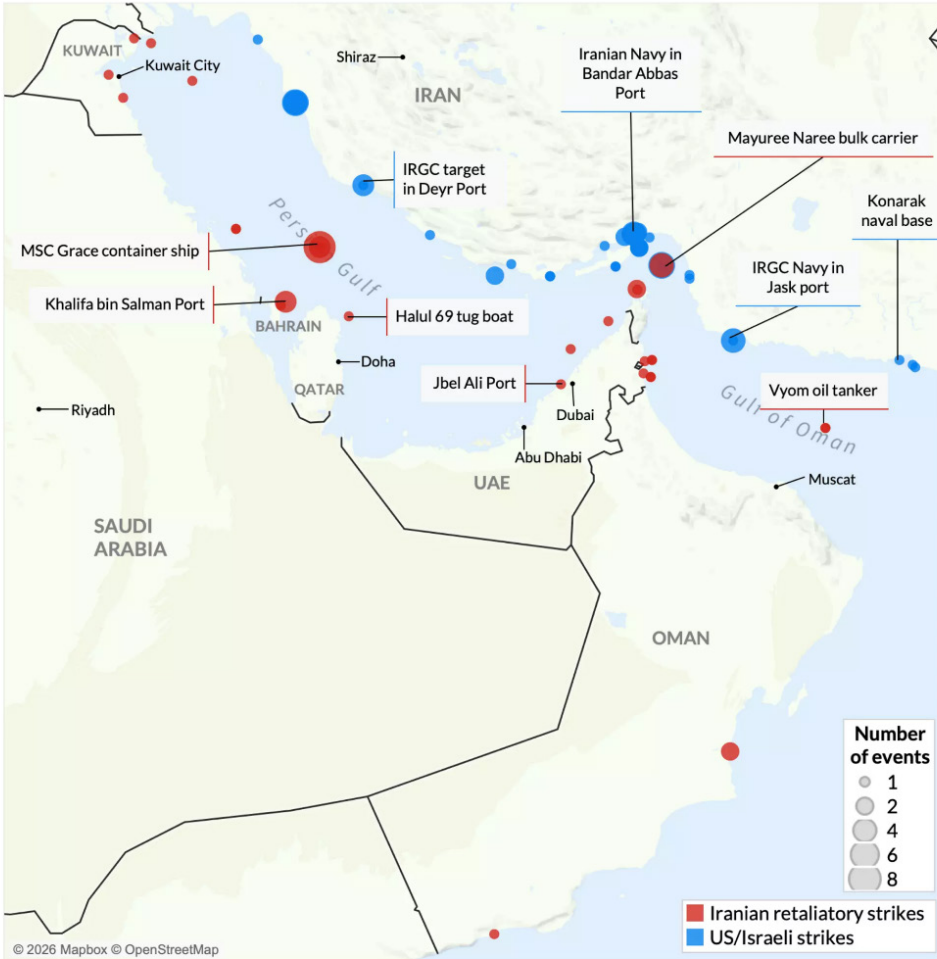 KUWAIT
Kuwait City
Shiraz
IRAN
Iranian Navy in
Bandar Abbas
Port
Mayuree Naree bulk carrier
IRGC target
in Deyr Port
Konarak
naval base
Persian Gulf
MSC Grace container ship
IRGC Navy in
Jask port
Khalifa bin Salman Port
BAHRAIN
Halul 69 tug boat
Doha
QATAR
Jbel Ali Port
Dubai
Vyom oil tanker
Gulf of Oman
Riyadh
Abu Dhabi
UAE
Muscat
SAUDI
ARABIA
OMAN
Number
of events
1
2
4
6
8
Iranian retaliatory strikes
US/Israeli strikes
© 2026 Mapbox © OpenStreetMap